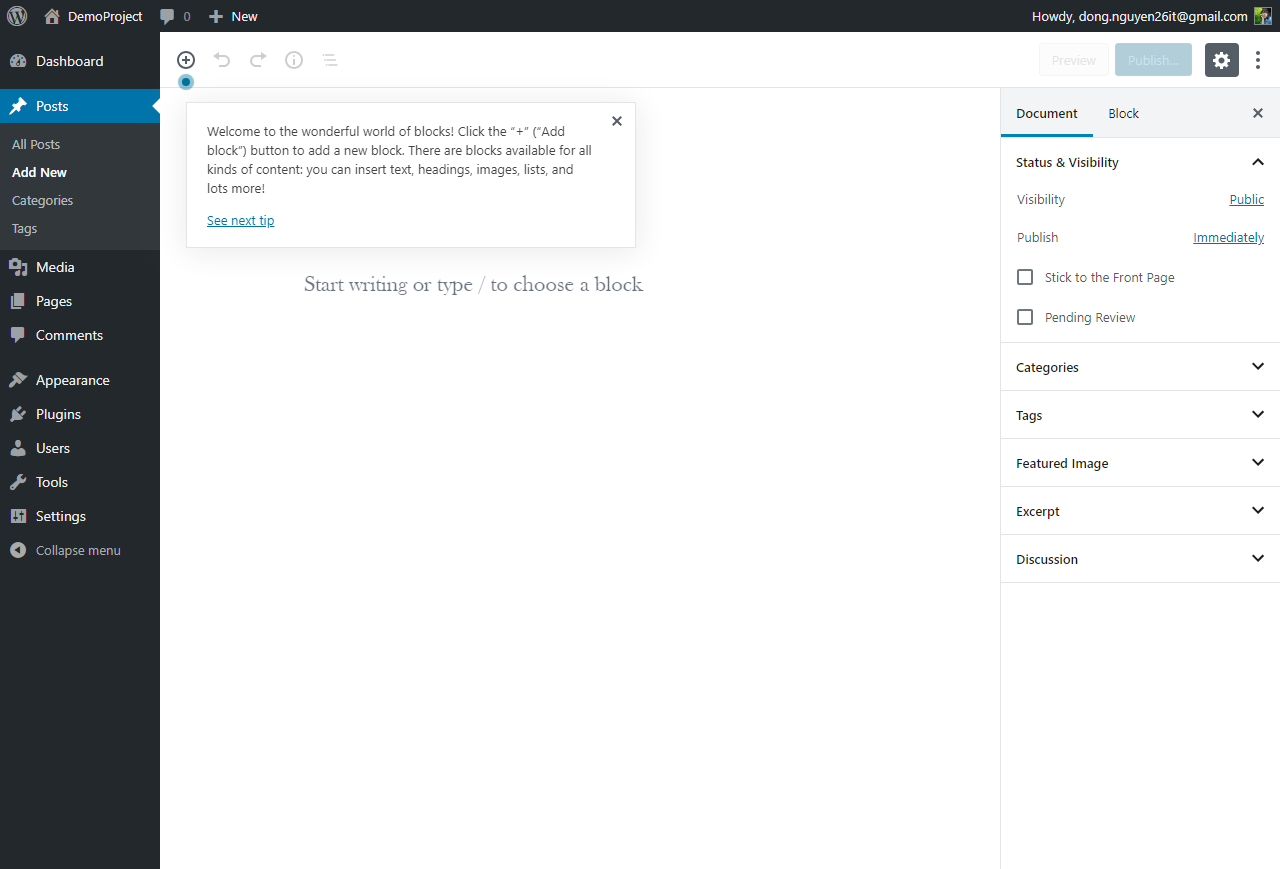 DemoProject 0 New Howdy, dong.nguyen26it@gmail.com
Dashboard
Posts
All Posts
Add New
Categories
Tags
Media
Pages
Comments
Appearance
Plugins
Users
Tools
Settings
Collapse menu
Preview Publish...
Welcome to the wonderful world of blocks! Click the “+” (“Add
block”) button to add a new block. There are blocks available for all
kinds of content: you can insert text, headings, images, lists, and
lots more!
See next tip
Start writing or type / to choose a block
Document Block
Status & Visibility
Visibility Public
Publish Immediately
Stick to the Front Page
Pending Review
Categories
Tags
Featured Image
Excerpt
Discussion